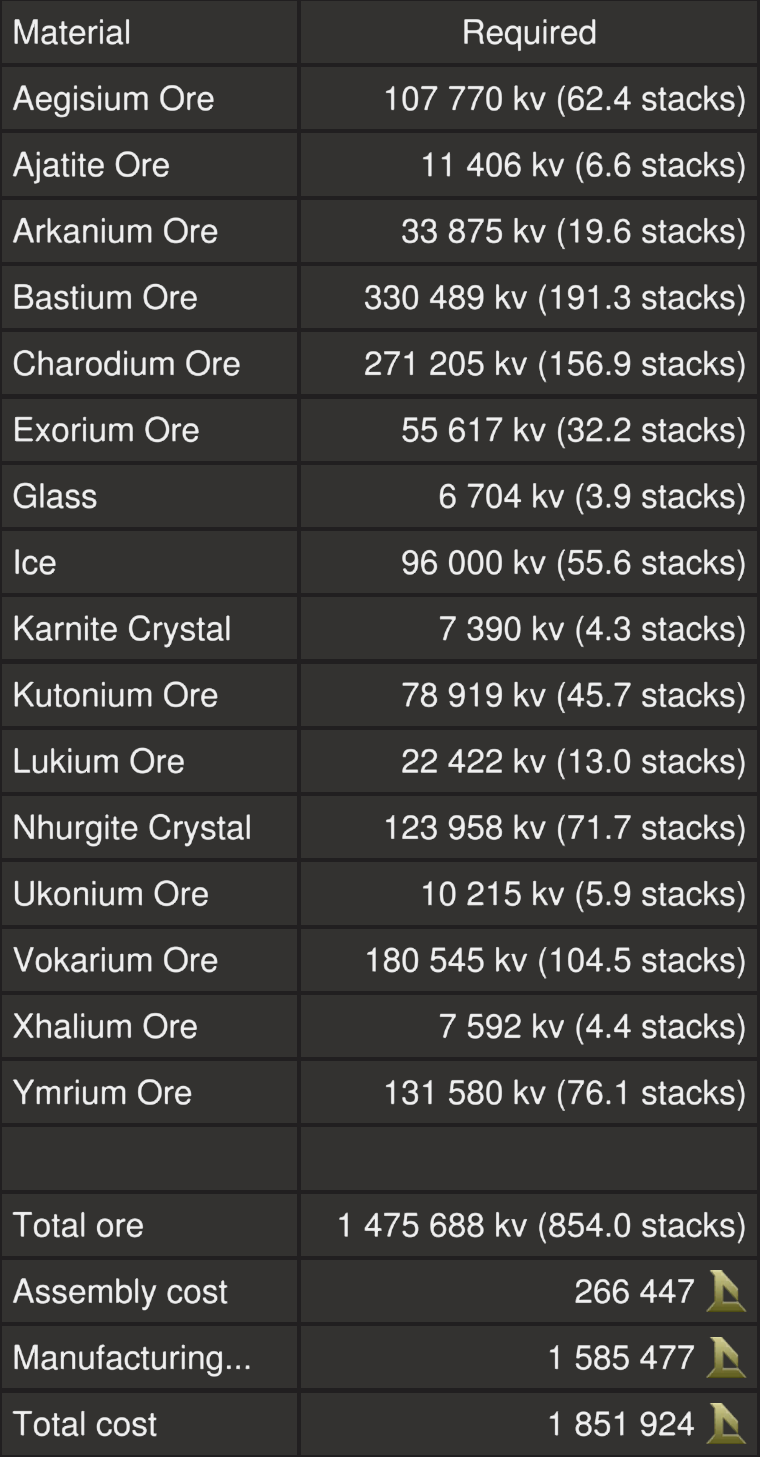 Material Required
Aegisium Ore 107 770 kv (62.4 stacks)
Ajatite Ore 11 406 kv (6.6 stacks)
Arkanium Ore 33 875 kv (19.6 stacks)
Bastium Ore 330 489 kv (191.3 stacks)
Charodium Ore 271 205 kv (156.9 stacks)
Exorium Ore 55 617 kv (32.2 stacks)
Glass 6 704 kv (3.9 stacks)
Ice 96 000 kv (55.6 stacks)
Karnite Crystal 7 390 kv (4.3 stacks)
Kutonium Ore 78 919 kv (45.7 stacks)
Lukium Ore 22 422 kv (13.0 stacks)
Nhurgite Crystal 123 958 kv (71.7 stacks)
Ukonium Ore 10 215 kv (5.9 stacks)
Vokarium Ore 180 545 kv (104.5 stacks)
Xhalium Ore 7 592 kv (4.4 stacks)
Ymrium Ore 131 580 kv (76.1 stacks)
Total ore 1 475 688 kv (854.0 stacks)
Assembly cost 266 447
Manufacturing... 1 585 477
Total cost 1 851 924